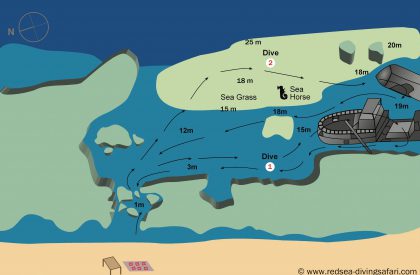 N
25 m
20m
Dive
2
18 m
18m
Sea Grass
Sea
Horse
15 m
18m
19m
12m
15m
Dive
1
3m
1m
© www.redsea-divingsafari.com